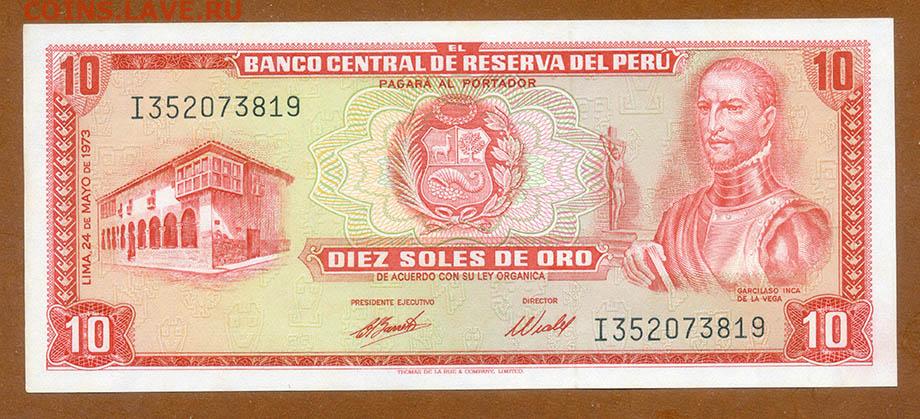 COINS.LAVE.RU
EL
10 BANCO CENTRAL DE RESERVA DEL PERÚ 10
PAGARÁ AL PORTADOR
I352073819
LIMA, 24 DE MAYO DE 1973
DIEZ SOLES DE ORO
DE ACUERDO CON SU LEY ORGANICA
GARCILASO INCA
DE LA VEGA
PRESIDENTE EJECUTIVO DIRECTOR
10 I352073819 10
THOMAS DE LA RUE & COMPANY, LIMITED.